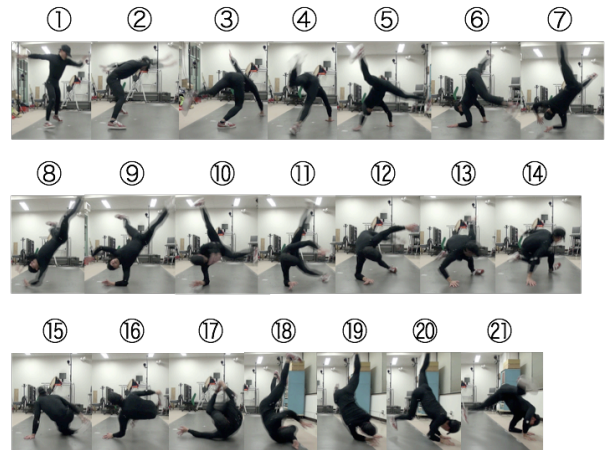 ① ② ③ ④ ⑤ ⑥ ⑦
⑧ ⑨ ⑩ ⑪ ⑫ ⑬ ⑭
⑮ ⑯ ⑰ ⑱ ⑲ ⑳ ㉑